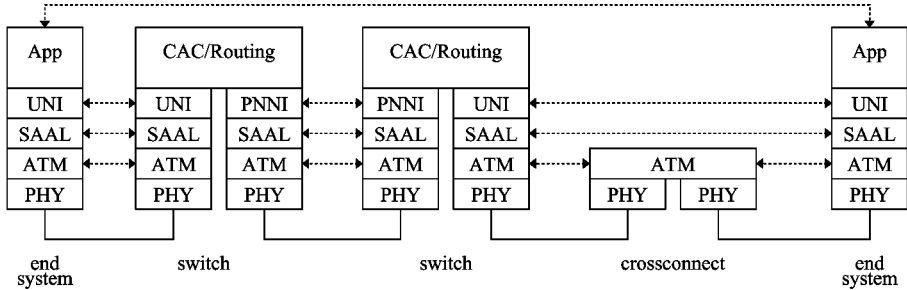 App
CAC/Routing
CAC/Routing
App
UNI
UNI
PNNI
PNNI
UNI
UNI
SAAL
SAAL
SAAL
SAAL
SAAL
SAAL
ATM
ATM
ATM
ATM
ATM
ATM
ATM
PHY
PHY
PHY
PHY
PHY
PHY
PHY
PHY
end
system
switch
switch
crossconnect
end
system